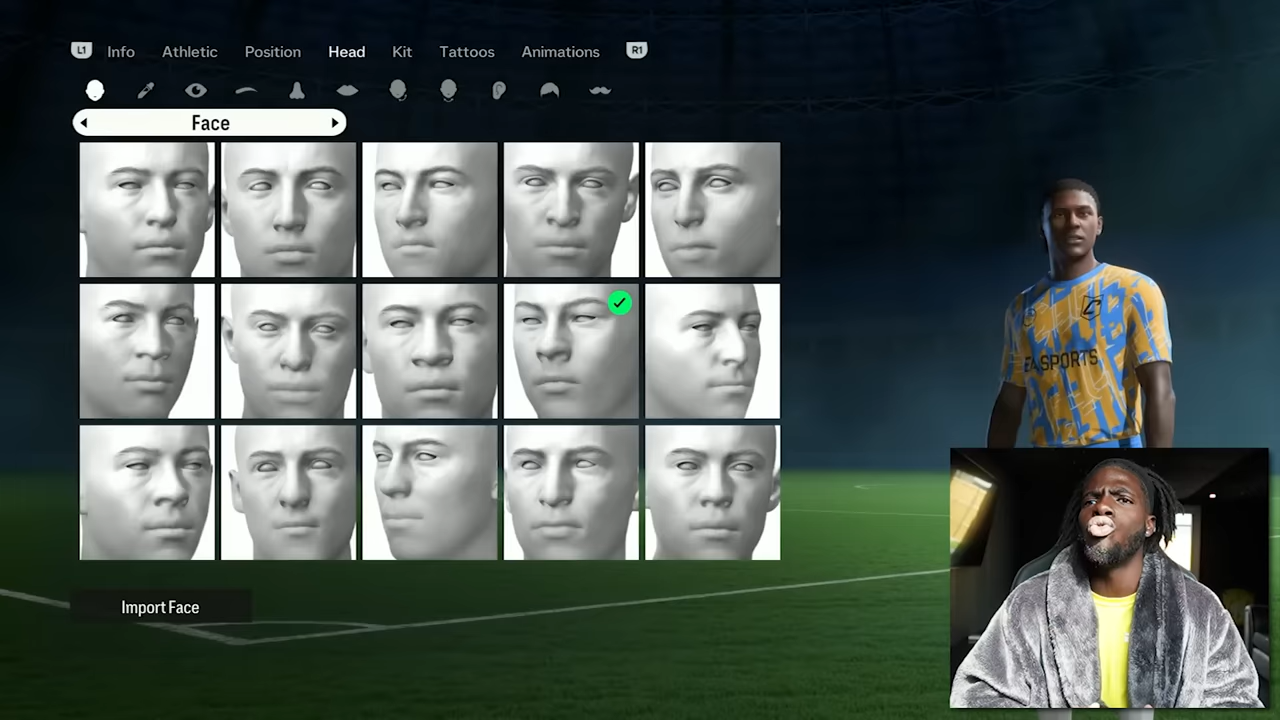 L1 Info Athletic Position Head Kit Tattoos Animations R1
Face
EA SPORTS
Import Face